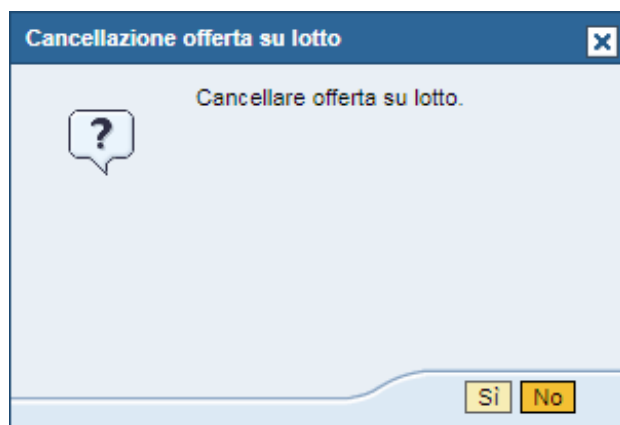 Cancellazione offerta su lotto
Cancellare offerta su lotto.
?
Sì No